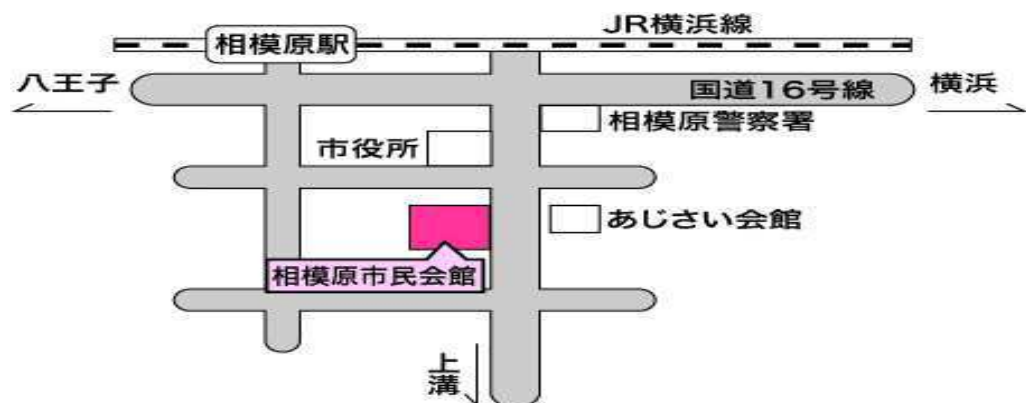 JR横浜線
相模原駅
八王子
国道16号線
横浜
相模原警察署
市役所
あじさい会館
相模原市民会館
上溝